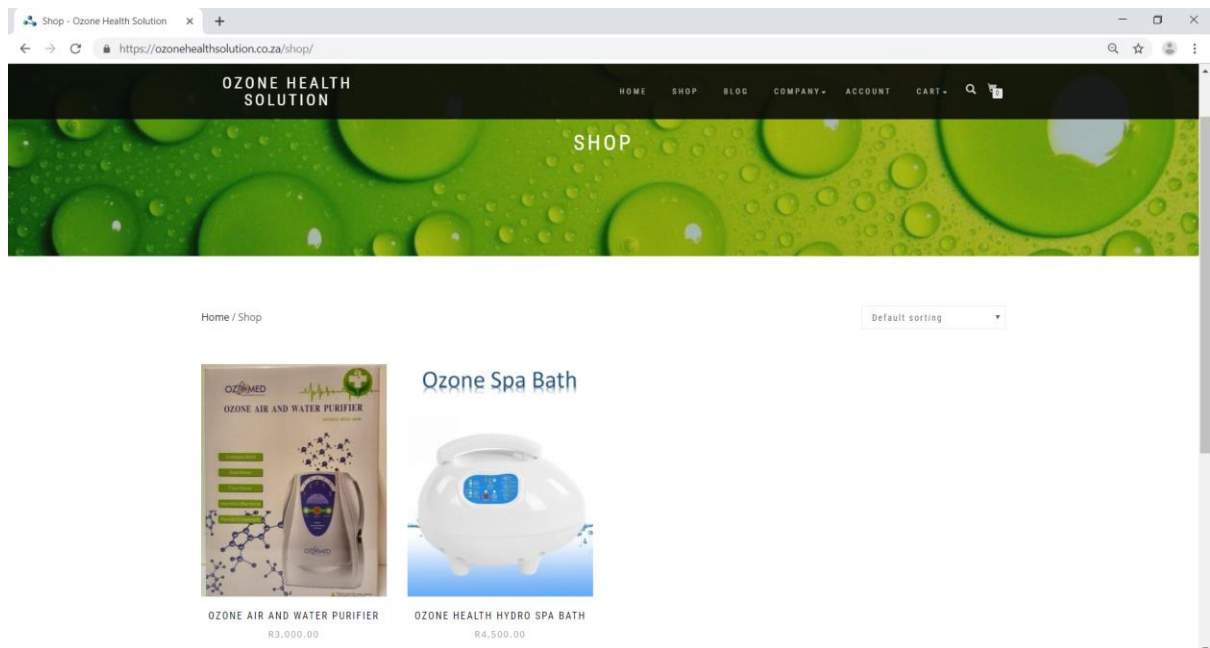 Shop - Ozone Health Solution
https://ozonehealthsolution.co.za/shop/
OZONE HEALTH
SOLUTION
HOME SHOP BLOG COMPANY ACCOUNT CART 0
SHOP
Home / Shop
Default sorting
OZOMED
OZONE AIR AND WATER PURIFIER
Ozone Spa Bath
OZOMED
OZONE AIR AND WATER PURIFIER
R3,000.00
OZONE HEALTH HYDRO SPA BATH
R4,500.00